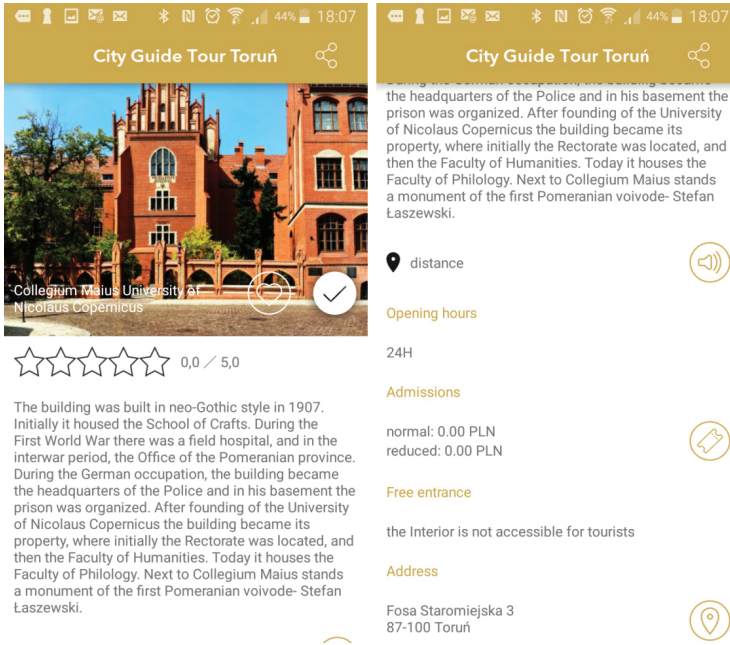 44% 18:07
City Guide Tour Toruń
Collegium Maius University of
Nicolaus Copernicus
0,0 / 5,0
The building was built in neo-Gothic style in 1907.
Initially it housed the School of Crafts. During the
First World War there was a field hospital, and in the
interwar period, the Office of the Pomeranian province.
During the German occupation, the building became
the headquarters of the Police and in his basement the
prison was organized. After founding of the University
of Nicolaus Copernicus the building became its
property, where initially the Rectorate was located, and
then the Faculty of Humanities. Today it houses the
Faculty of Philology. Next to Collegium Maius stands
a monument of the first Pomeranian voivode- Stefan
Łaszewski.
44% 18:07
City Guide Tour Toruń
During the German occupation, the building became
the headquarters of the Police and in his basement the
prison was organized. After founding of the University
of Nicolaus Copernicus the building became its
property, where initially the Rectorate was located, and
then the Faculty of Humanities. Today it houses the
Faculty of Philology. Next to Collegium Maius stands
a monument of the first Pomeranian voivode- Stefan
Łaszewski.
distance
Opening hours
24H
Admissions
normal: 0.00 PLN
reduced: 0.00 PLN
Free entrance
the Interior is not accessible for tourists
Address
Fosa Staromiejska 3
87-100 Toruń